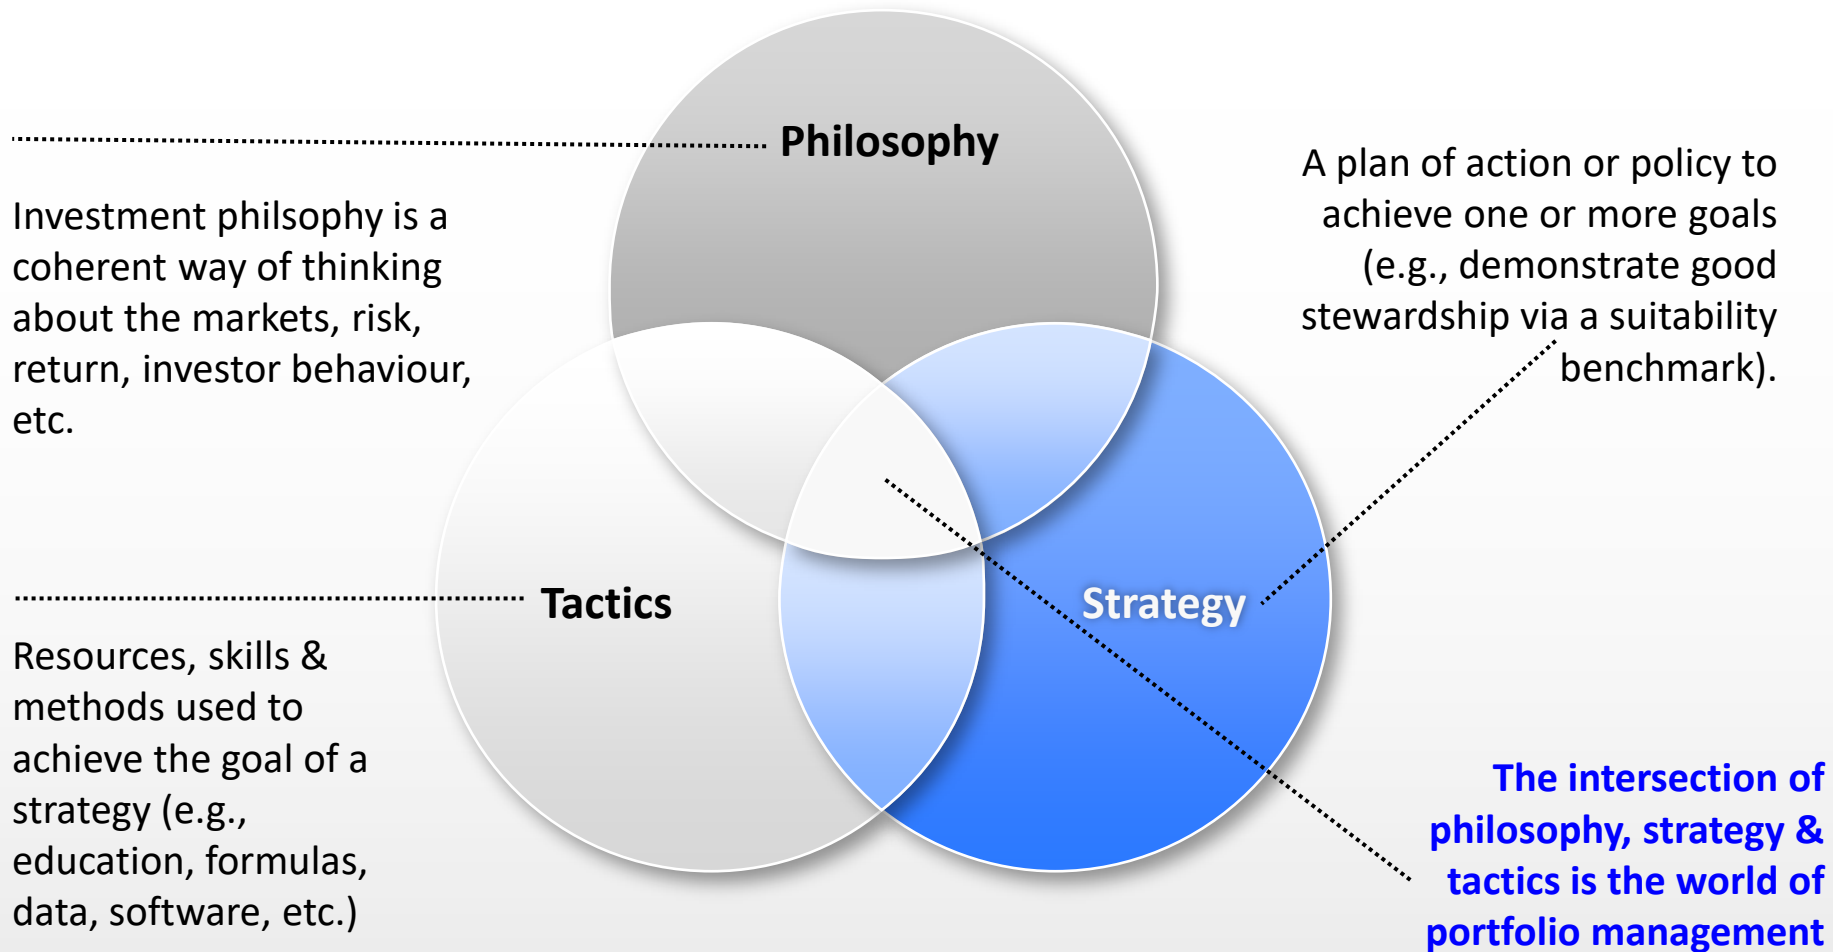 Philosophy
Investment philsophy is a
coherent way of thinking
about the markets, risk,
return, investor behaviour,
etc.
A plan of action or policy to
achieve one or more goals
(e.g., demonstrate good
stewardship via a suitability
benchmark).
Tactics
Strategy
Resources, skills &
methods used to
achieve the goal of a
strategy (e.g.,
education, formulas,
data, software, etc.)
The intersection of
philosophy, strategy &
tactics is the world of
portfolio management